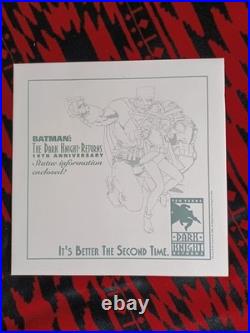 BATMAN:
THE DARK KNIGHT RETURNS
10TH ANNIVERSARY
Statue information
enclosed!
TEN YEARS
DARK
KNIGHT
RETURNS
IT'S BETTER THE SECOND TIME.